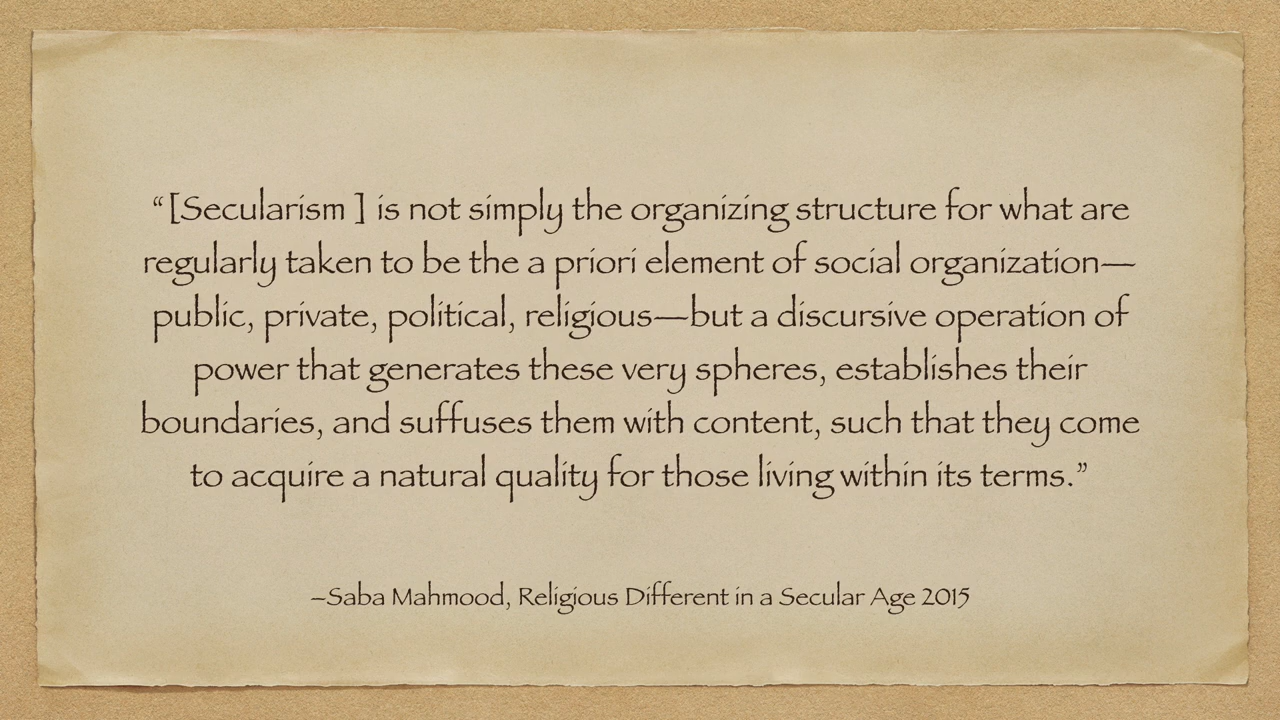 “[Secularism ] is not simply the organizing structure for what are
regularly taken to be the a priori element of social organization—
public, private, political, religious—but a discursive operation of
power that generates these very spheres, establishes their
boundaries, and suffuses them with content, such that they come
to acquire a natural quality for those living within its terms.”
–Saba Mahmood, Religious Different in a Secular Age 2015